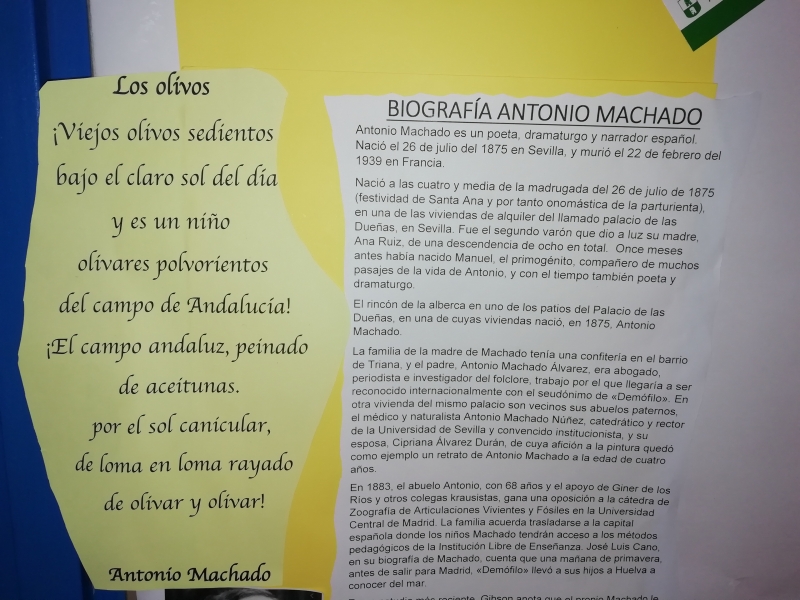 Los olivos
¡Viejos olivos sedientos
bajo el claro sol del día
y es un niño
olivares polvorientos
del campo de Andalucía!
¡El campo andaluz, peinado
de aceitunas.
por el sol canicular,
de loma en loma rayado
de olivar y olivar!
Antonio Machado
BIOGRAFÍA ANTONIO MACHADO
Antonio Machado es un poeta, dramaturgo y narrador español.
Nació el 26 de julio del 1875 en Sevilla, y murió el 22 de febrero del
1939 en Francia.
Nació a las cuatro y media de la madrugada del 26 de julio de 1875
(festividad de Santa Ana y por tanto onomástica de la parturienta),
en una de las viviendas de alquiler del llamado palacio de las
Dueñas, en Sevilla. Fue el segundo varón que dio a luz su madre,
Ana Ruiz, de una descendencia de ocho en total. Once meses
antes había nacido Manuel, el primogénito, compañero de muchos
pasajes de la vida de Antonio, y con el tiempo también poeta y
dramaturgo.
El rincón de la alberca en uno de los patios del Palacio de las
Dueñas, en una de cuyas viviendas nació, en 1875, Antonio
Machado.
La familia de la madre de Machado tenía una confitería en el barrio
de Triana, y el padre, Antonio Machado Álvarez, era abogado,
periodista e investigador del folclore, trabajo por el que llegaría a ser
reconocido internacionalmente con el seudónimo de «Demófilo». En
otra vivienda del mismo palacio son vecinos sus abuelos paternos,
el médico y naturalista Antonio Machado Núñez, catedrático y rector
de la Universidad de Sevilla y convencido institucionista, y su
esposa, Cipriana Álvarez Durán, de cuya afición a la pintura quedó
como ejemplo un retrato de Antonio Machado a la edad de cuatro
años.
En 1883, el abuelo Antonio, con 68 años y el apoyo de Giner de los
Ríos y otros colegas krausistas, gana una oposición a la cátedra de
Zoografía de Articulaciones Vivientes y Fósiles en la Universidad
Central de Madrid. La familia acuerda trasladarse a la capital
española donde los niños Machado tendrán acceso a los métodos
pedagógicos de la Institución Libre de Enseñanza. José Luis Cano,
en su biografía de Machado, cuenta que una mañana de primavera,
antes de salir para Madrid, «Demófilo» llevó a sus hijos a Huelva a
conocer el mar.
reciente, Gibson anota que el propio Machado le